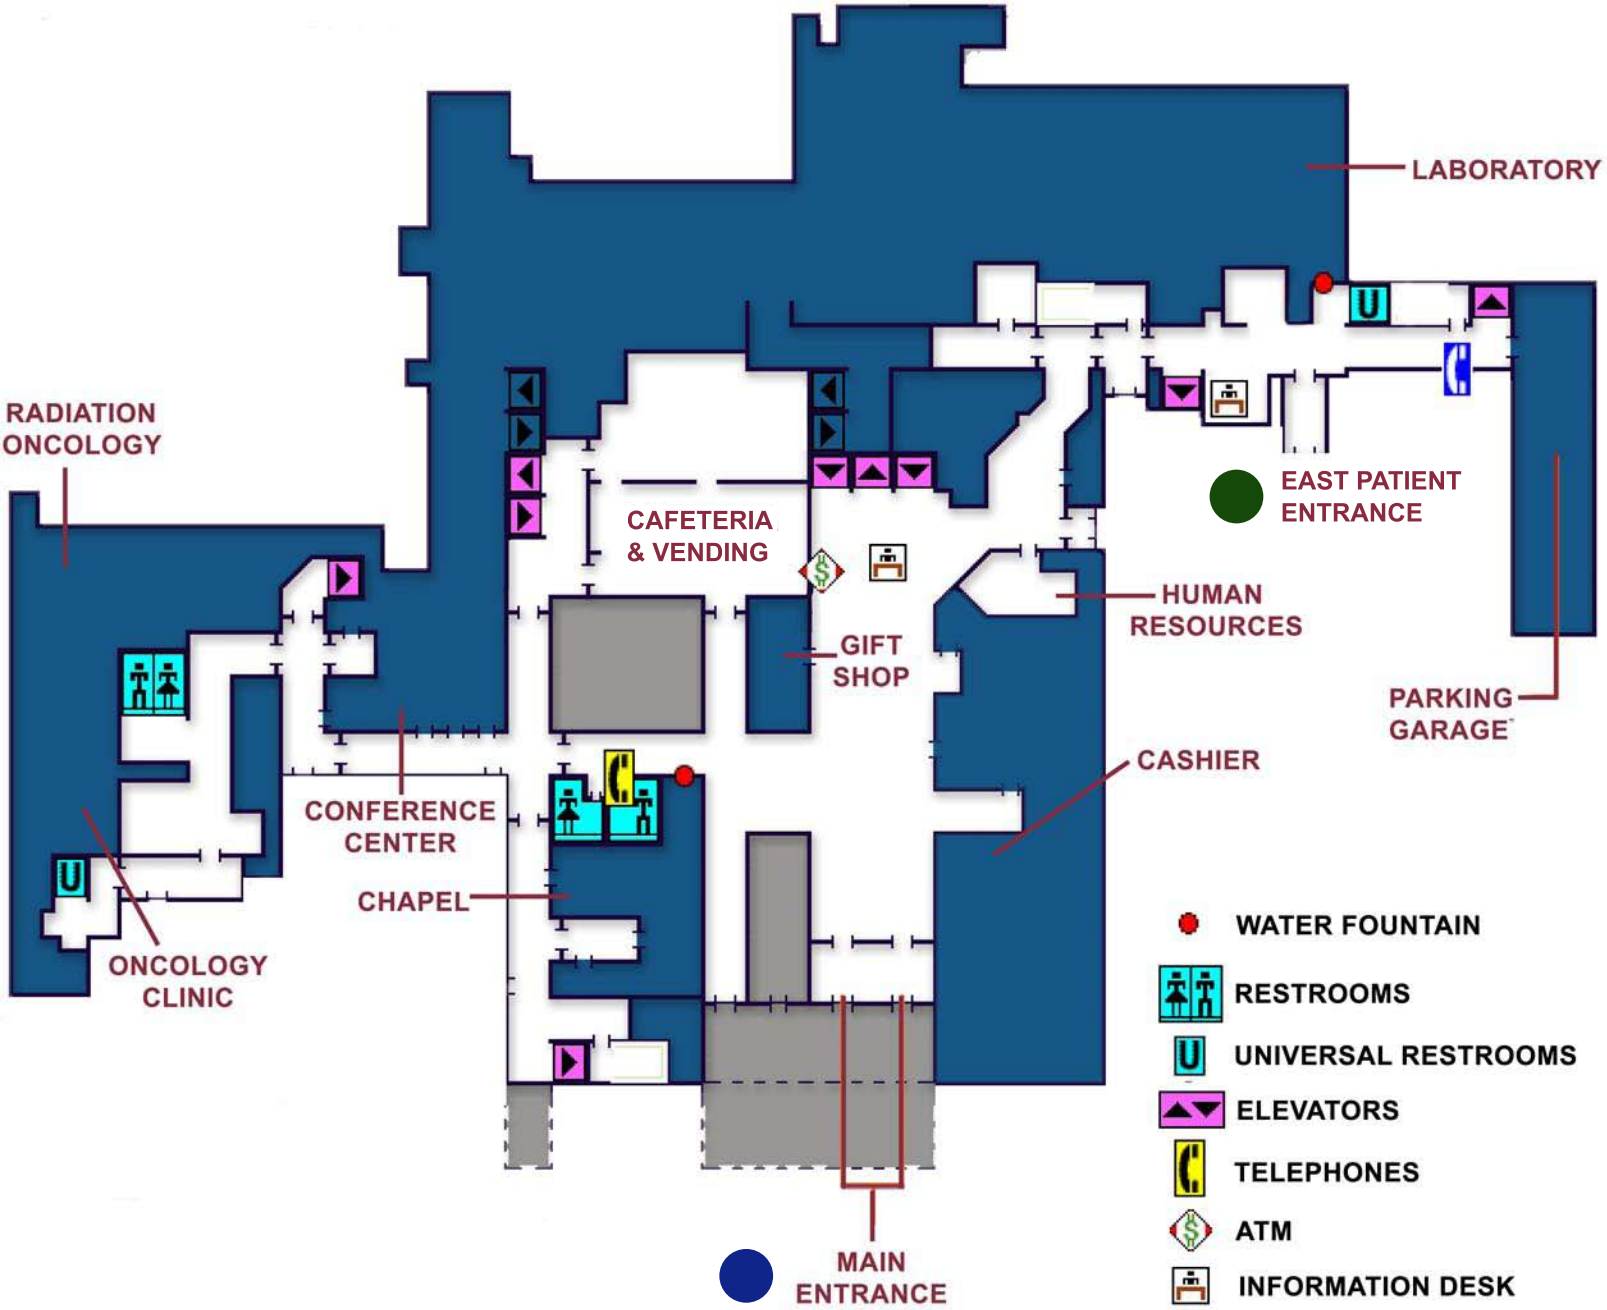 LABORATORY
RADIATION
ONCOLOGY
EAST PATIENT
ENTRANCE
CAFETERIA
& VENDING
HUMAN
RESOURCES
GIFT
SHOP
PARKING
GARAGE
CASHIER
CONFERENCE
CENTER
CHAPEL
ONCOLOGY
CLINIC
MAIN
ENTRANCE
WATER FOUNTAIN
RESTROOMS
U UNIVERSAL RESTROOMS
ELEVATORS
TELEPHONES
$ ATM
INFORMATION DESK
U
U
$